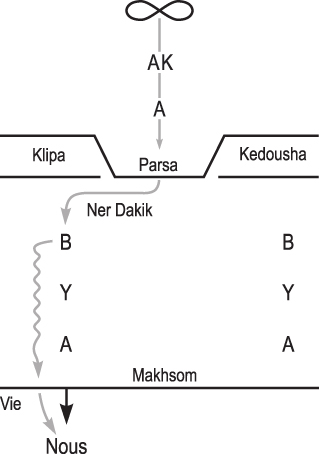 AK
A
Klipa
Parsa
Kedousha
Ner Dakik
B B
Y Y
A A
Makhsom
Vie
Nous